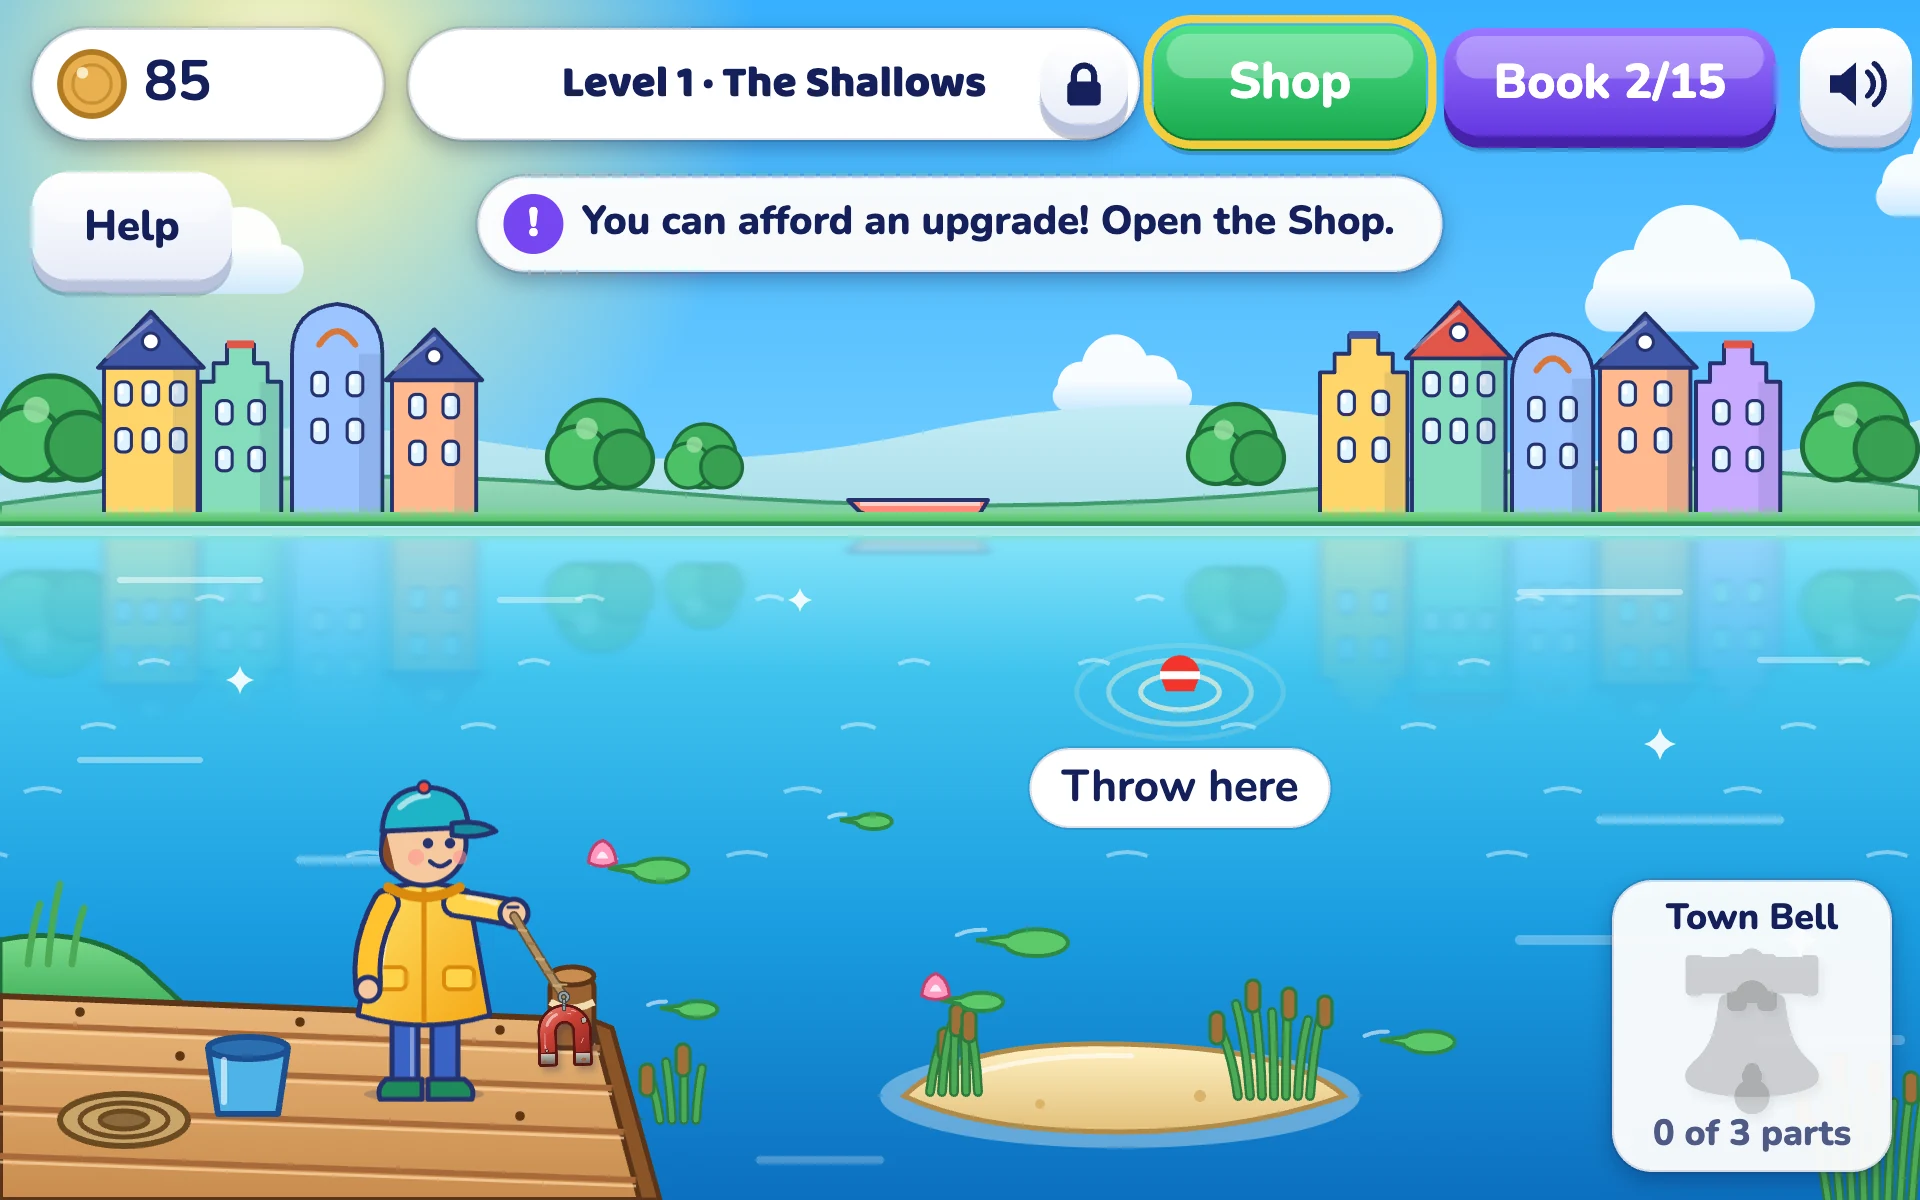 85
Level 1 · The Shallows
Shop
Book 2/15
Help
! You can afford an upgrade! Open the Shop.
Throw here
Town Bell
0 of 3 parts